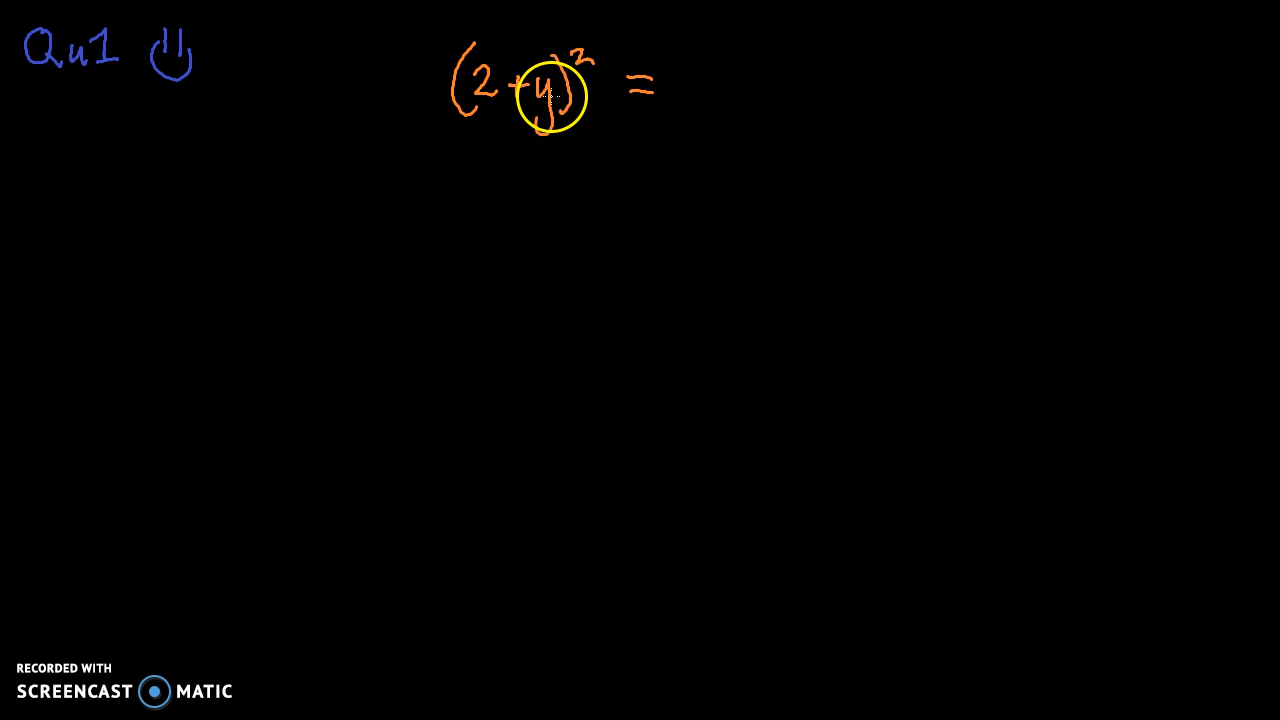 Qu1
(2+y)² =
RECORDED WITH
SCREENCAST MATIC